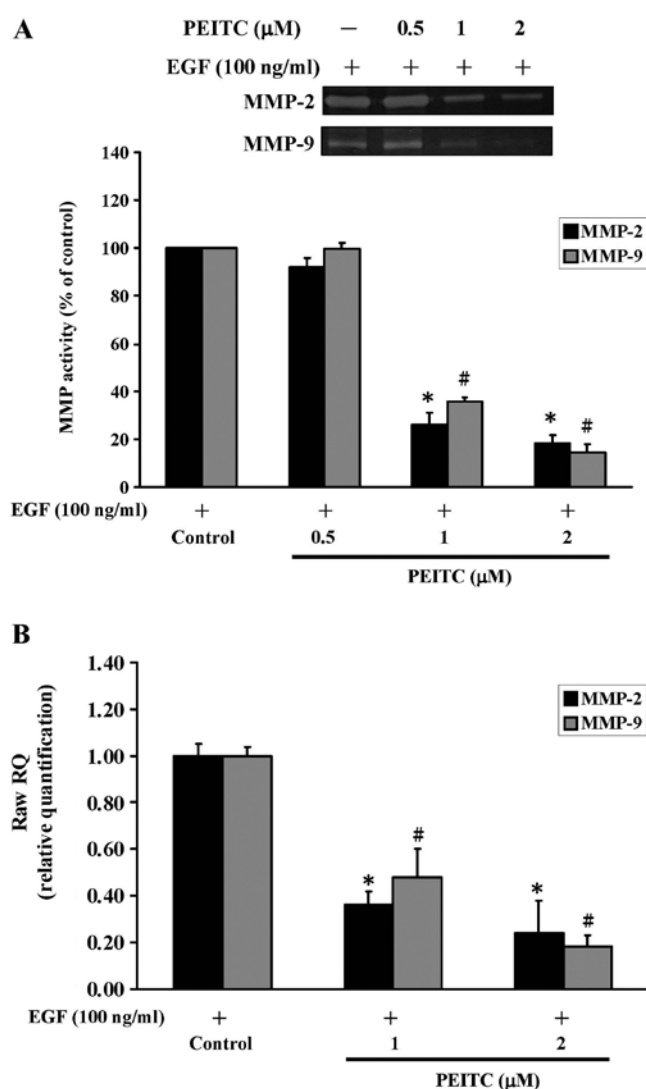 A
PEITC (μM) – 0.5 1 2
EGF (100 ng/ml) + + + +
MMP-2
MMP-9
MMP activity (% of control)
140
120
100
80
60
40
20
0
MMP-2
MMP-9
* #
* #
EGF (100 ng/ml) + + + +
Control 0.5 1 2
PEITC (μM)
B
Raw RQ
(relative quantification)
1.40
1.20
1.00
0.80
0.60
0.40
0.20
0.00
MMP-2
MMP-9
* #
* #
EGF (100 ng/ml) + + +
Control 1 2
PEITC (μM)